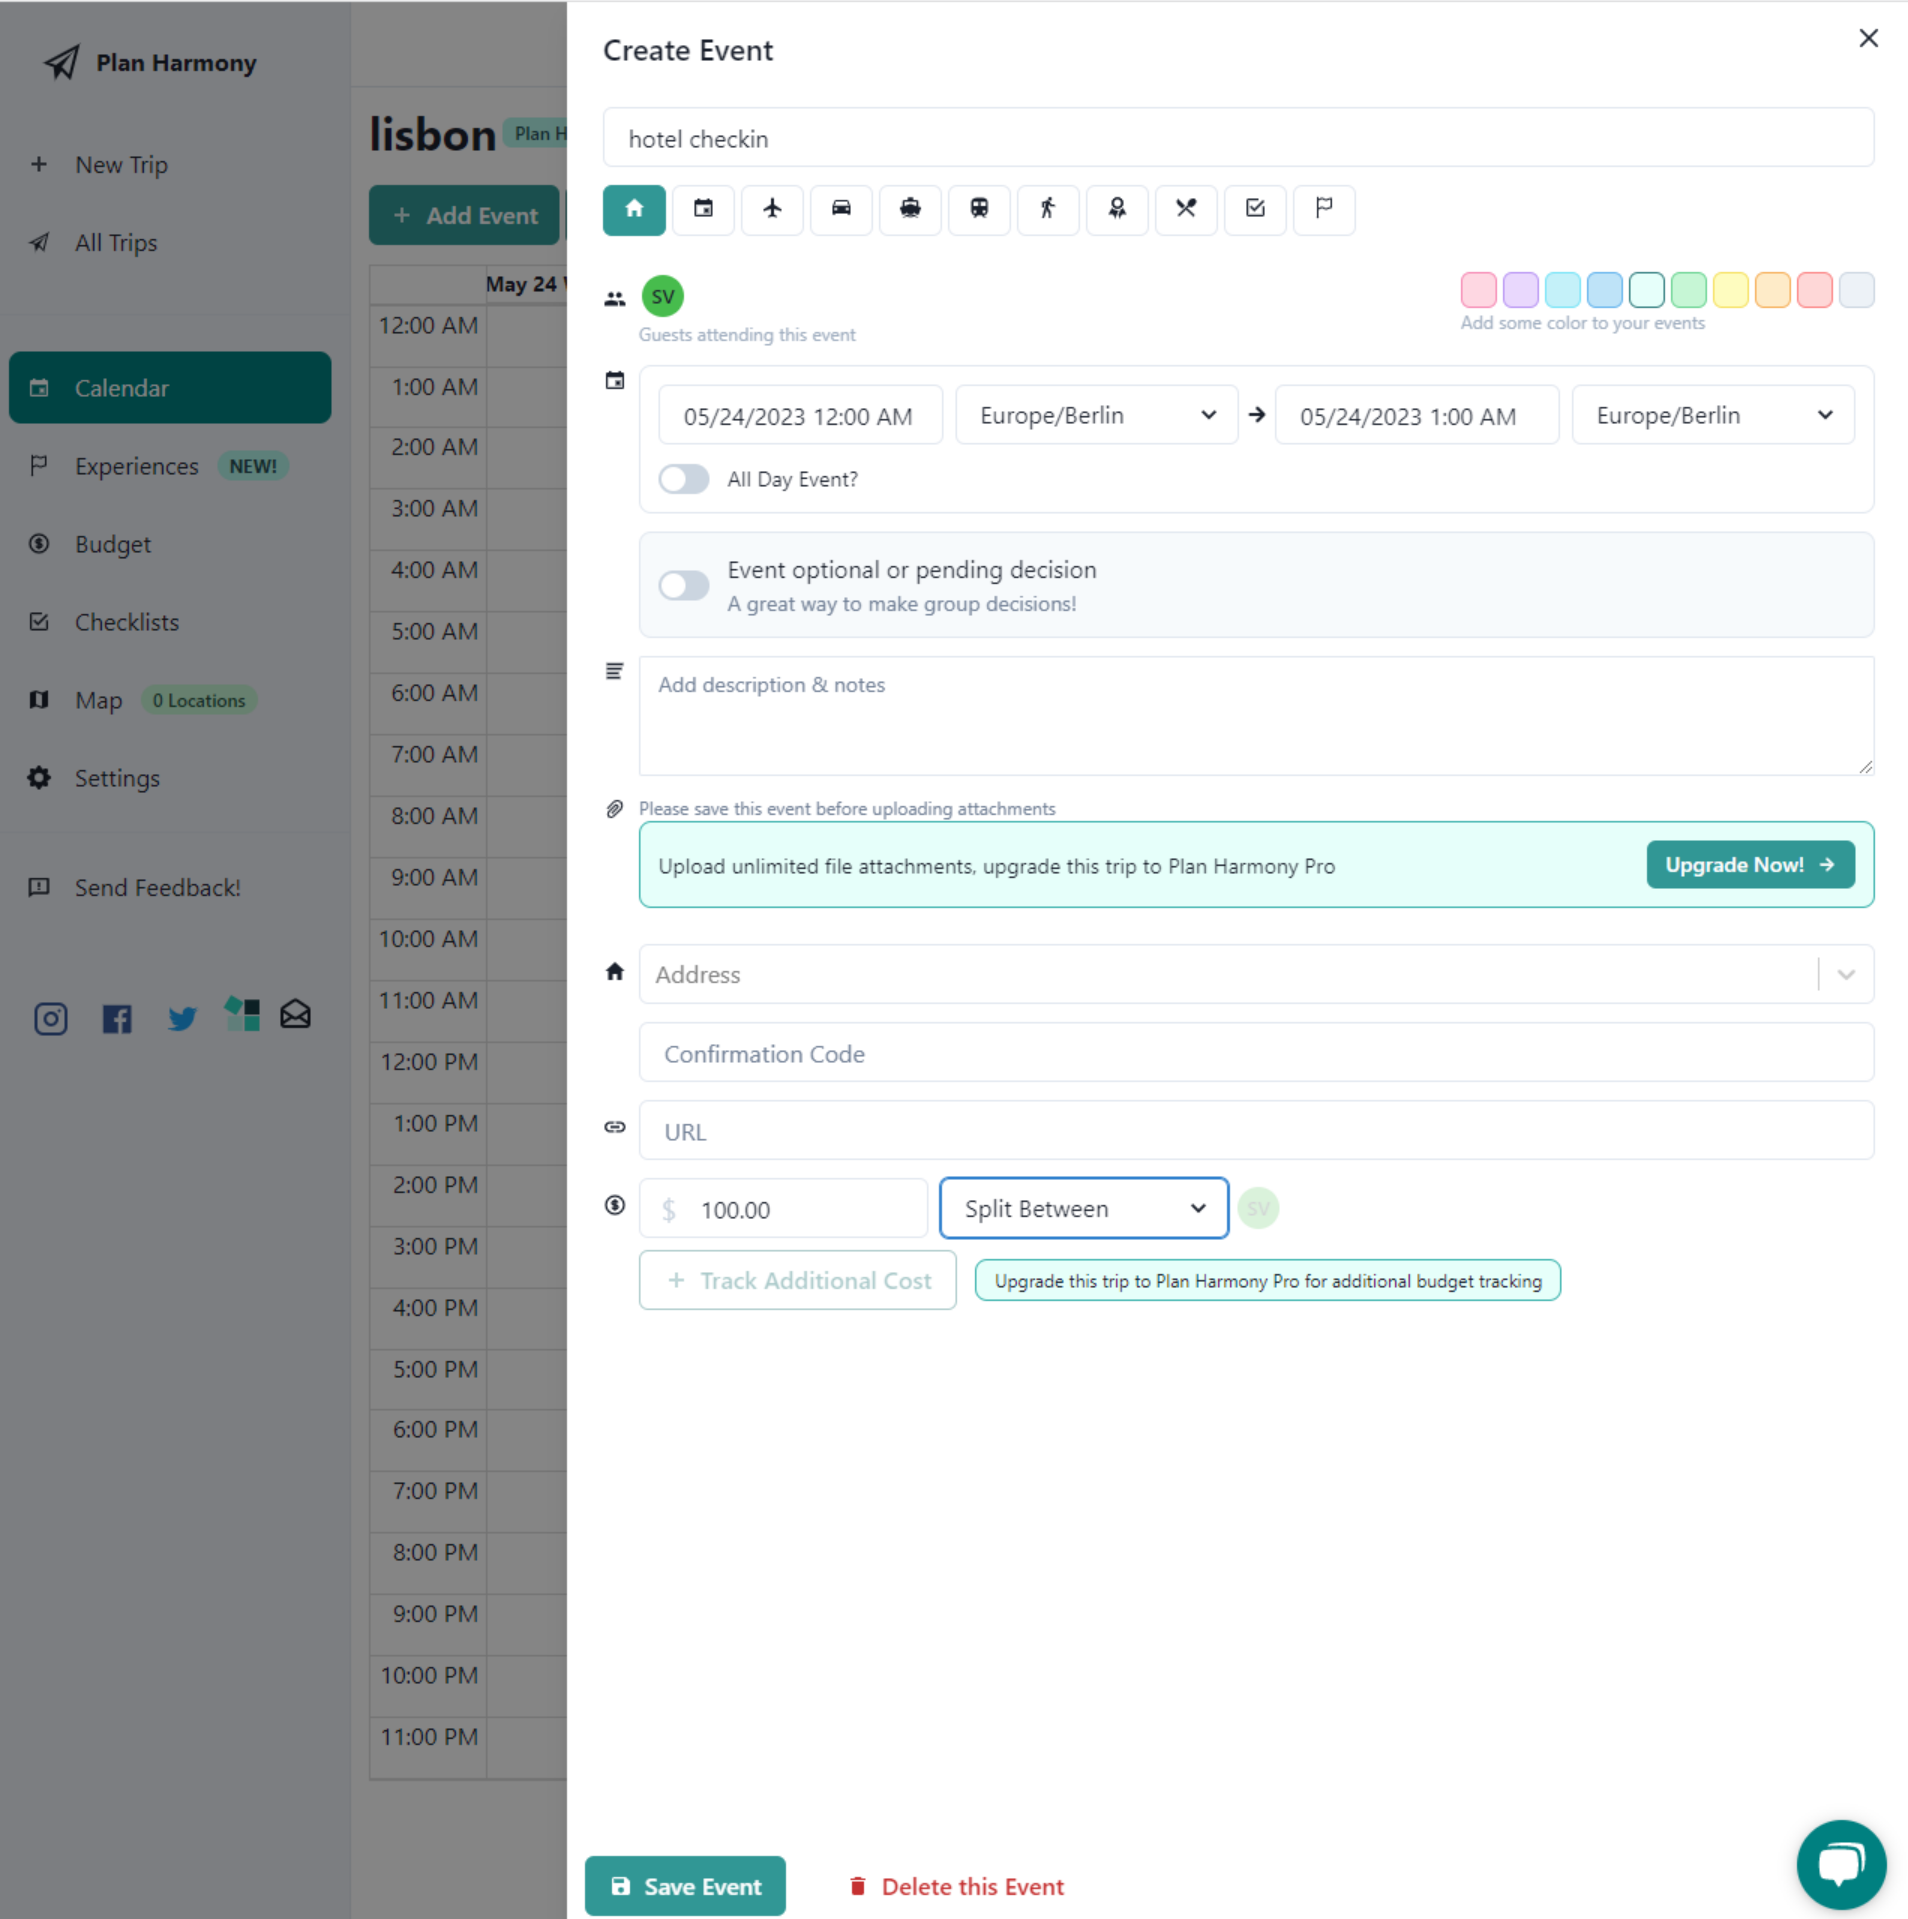 Plan Harmony
New Trip
All Trips
Calendar
Experiences NEW!
Budget
Checklists
Map 0 Locations
Settings
Send Feedback!
lisbon Plan H
+ Add Event
May 24
12:00 AM
1:00 AM
2:00 AM
3:00 AM
4:00 AM
5:00 AM
6:00 AM
7:00 AM
8:00 AM
9:00 AM
10:00 AM
11:00 AM
12:00 PM
1:00 PM
2:00 PM
3:00 PM
4:00 PM
5:00 PM
6:00 PM
7:00 PM
8:00 PM
9:00 PM
10:00 PM
11:00 PM
Create Event
hotel checkin
SV
Guests attending this event
Add some color to your events
05/24/2023 12:00 AM Europe/Berlin → 05/24/2023 1:00 AM Europe/Berlin
All Day Event?
Event optional or pending decision
A great way to make group decisions!
Add description & notes
Please save this event before uploading attachments
Upload unlimited file attachments, upgrade this trip to Plan Harmony Pro Upgrade Now! →
Address
Confirmation Code
URL
$ 100.00 Split Between SV
+ Track Additional Cost Upgrade this trip to Plan Harmony Pro for additional budget tracking
Save Event Delete this Event